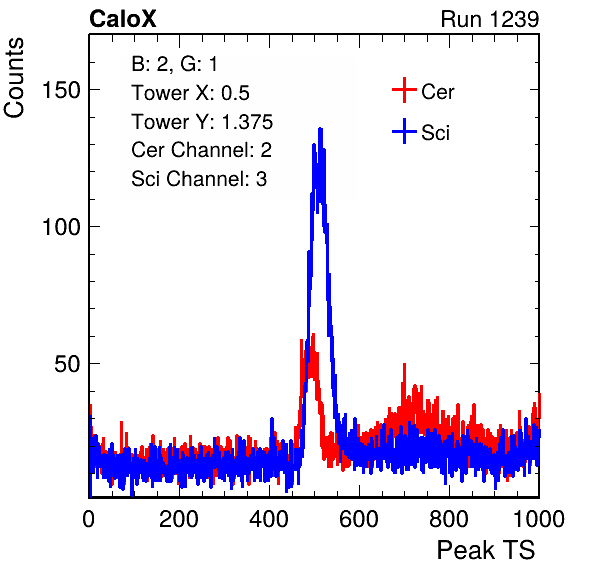 CaloX Run 1239
Counts
B: 2, G: 1
Tower X: 0.5
Tower Y: 1.375
Cer Channel: 2
Sci Channel: 3
Cer
Sci
150
100
50
0 200 400 600 800 1000
Peak TS